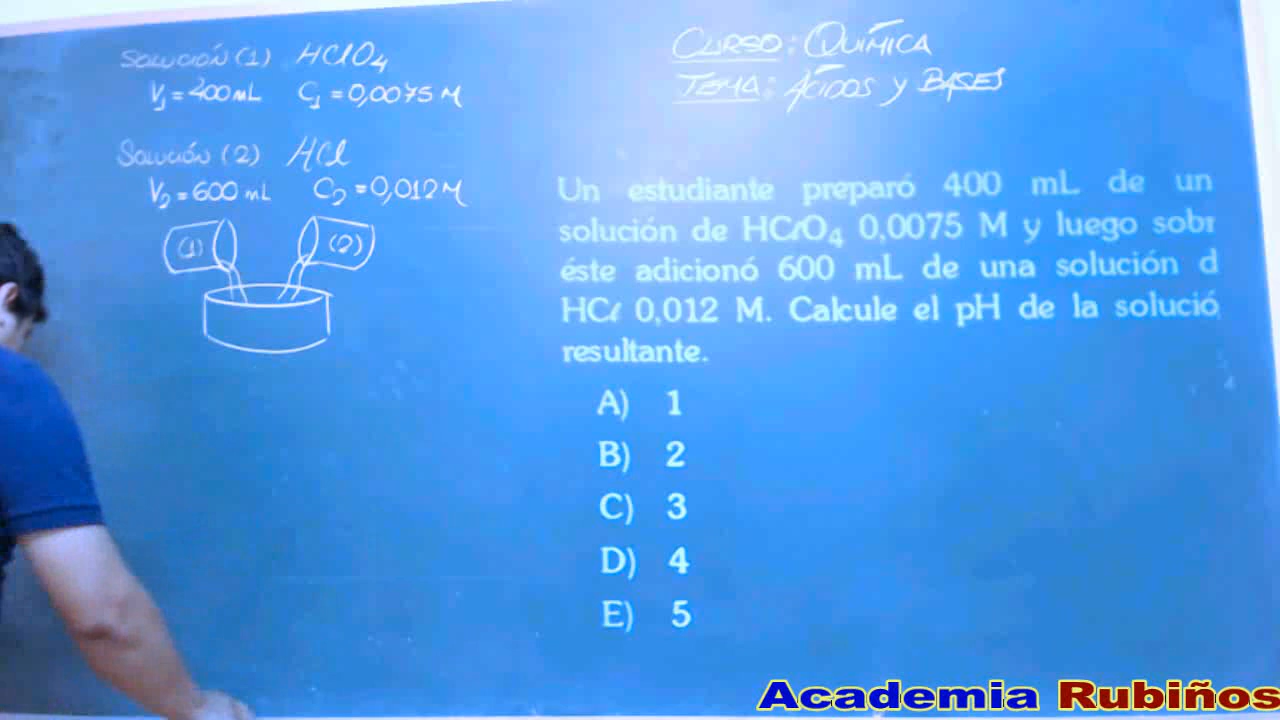 SOLUCIÓN (1) HClO4
V1 = 400 mL C1 = 0,0075 M
SOLUCIÓN (2) HCl
V2 = 600 mL C2 = 0,012 M
(1) (2)
CURSO: QUÍMICA
TEMA: ÁCIDOS Y BASES
Un estudiante preparó 400 mL de un
solución de HClO4 0,0075 M y luego sobr
éste adicionó 600 mL de una solución d
HCl 0,012 M. Calcule el pH de la solució
resultante.
A) 1
B) 2
C) 3
D) 4
E) 5
Academia Rubiños